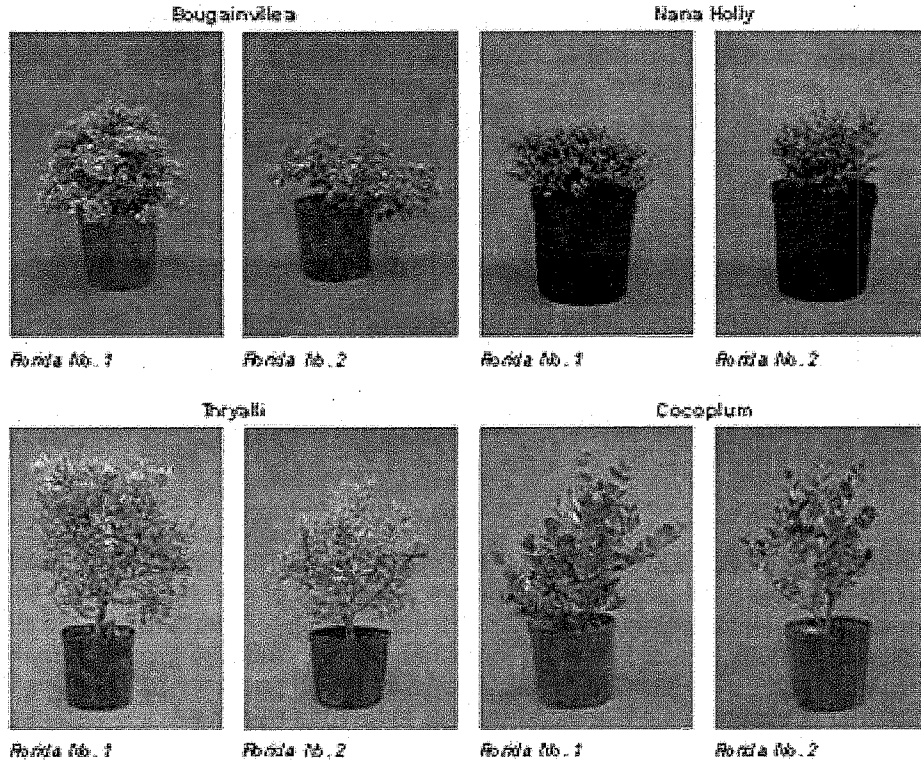 Bougainvillea
Nana Holly
Florida No. 1
Florida No. 2
Florida No. 1
Florida No. 2
Thryalli
Cocoplum
Florida No. 1
Florida No. 2
Florida No. 1
Florida No. 2